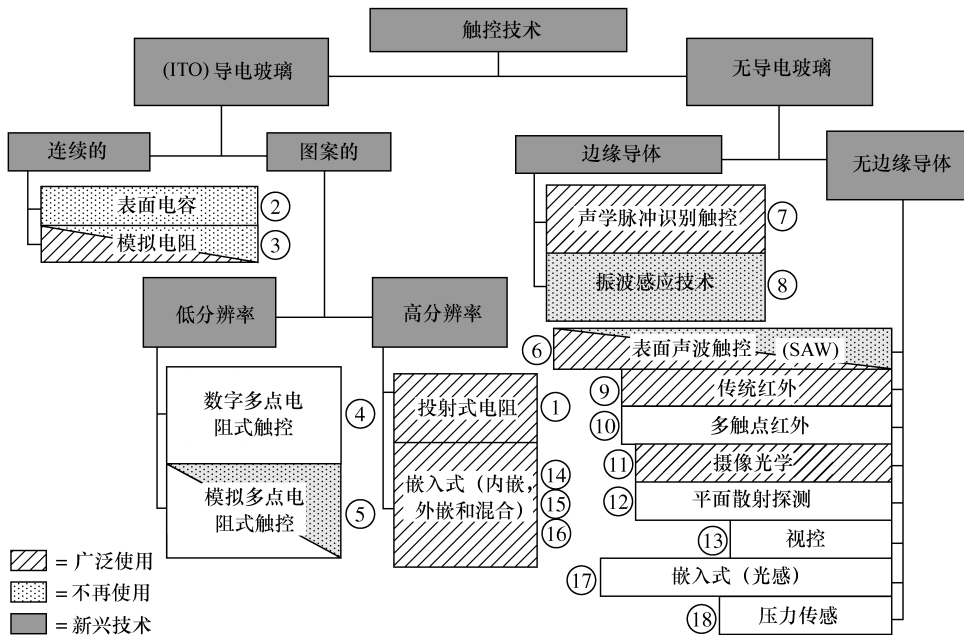 触控技术
(ITO) 导电玻璃
无导电玻璃
连续的
图案的
边缘导体
无边缘导体
表面电容
②
模拟电阻
③
声学脉冲识别触控
⑦
振波感应技术
⑧
低分辨率
高分辨率
⑥
表面声波触控 (SAW)
⑨
传统红外
⑩
多触点红外
⑪
摄像光学
⑫
平面散射探测
⑬
视控
⑰
嵌入式（光感）
⑱
压力传感
数字多点电
阻式触控
④
模拟多点电
阻式触控
⑤
投射式电阻
①
嵌入式（内嵌，
外嵌和混合）
⑭
⑮
⑯
=广泛使用
=不再使用
=新兴技术